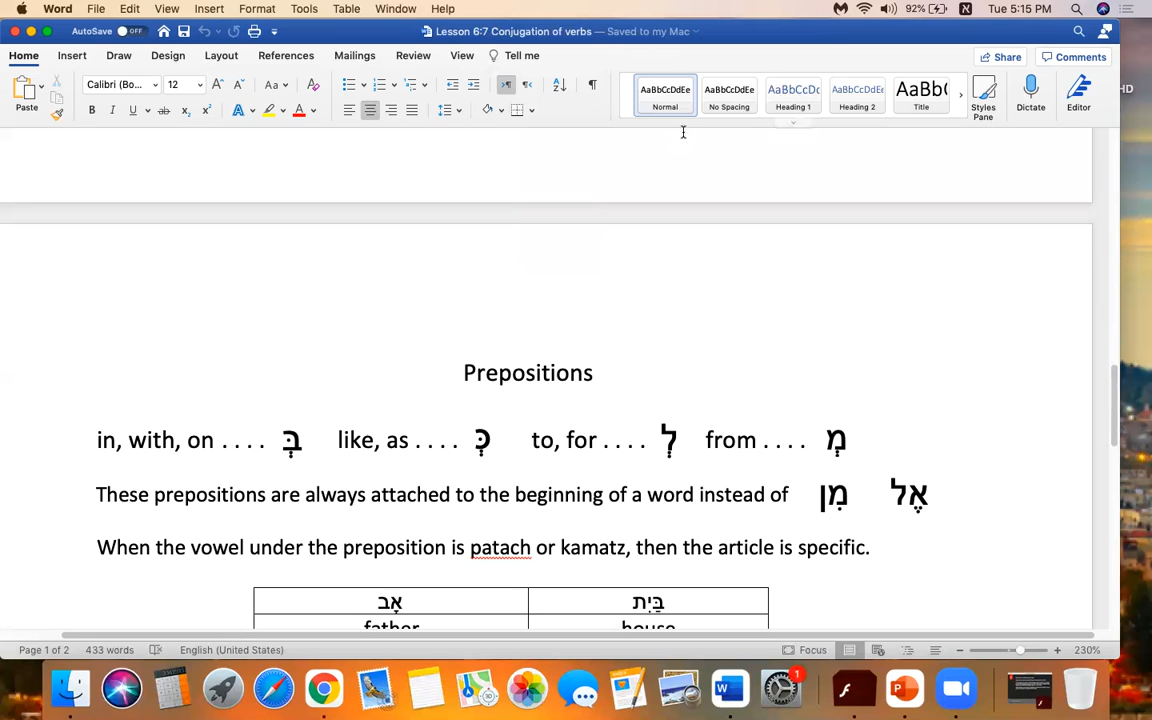 Word File Edit View Insert Format Tools Table Window Help 92% Tue 5:15 PM
AutoSave OFF Lesson 6:7 Conjugation of verbs — Saved to my Mac
Home Insert Draw Design Layout References Mailings Review View Tell me Share Comments
HD
Paste Calibri (Bo... 12 Aa AaBbCcDdEe AaBbCcDdEe AaBbCcDc AaBbCcDdEe AaBb(
Normal No Spacing Heading 1 Heading 2 Title Styles Pane Dictate Editor
Prepositions
in, with, on . . . . בְּ like, as . . . . כְּ to, for . . . . לְ from . . . . מְ
These prepositions are always attached to the beginning of a word instead of מִן אֶל
When the vowel under the preposition is patach or kamatz, then the article is specific.
אָב בַּיִת
father house
Page 1 of 2 433 words English (United States) Focus 230%
1